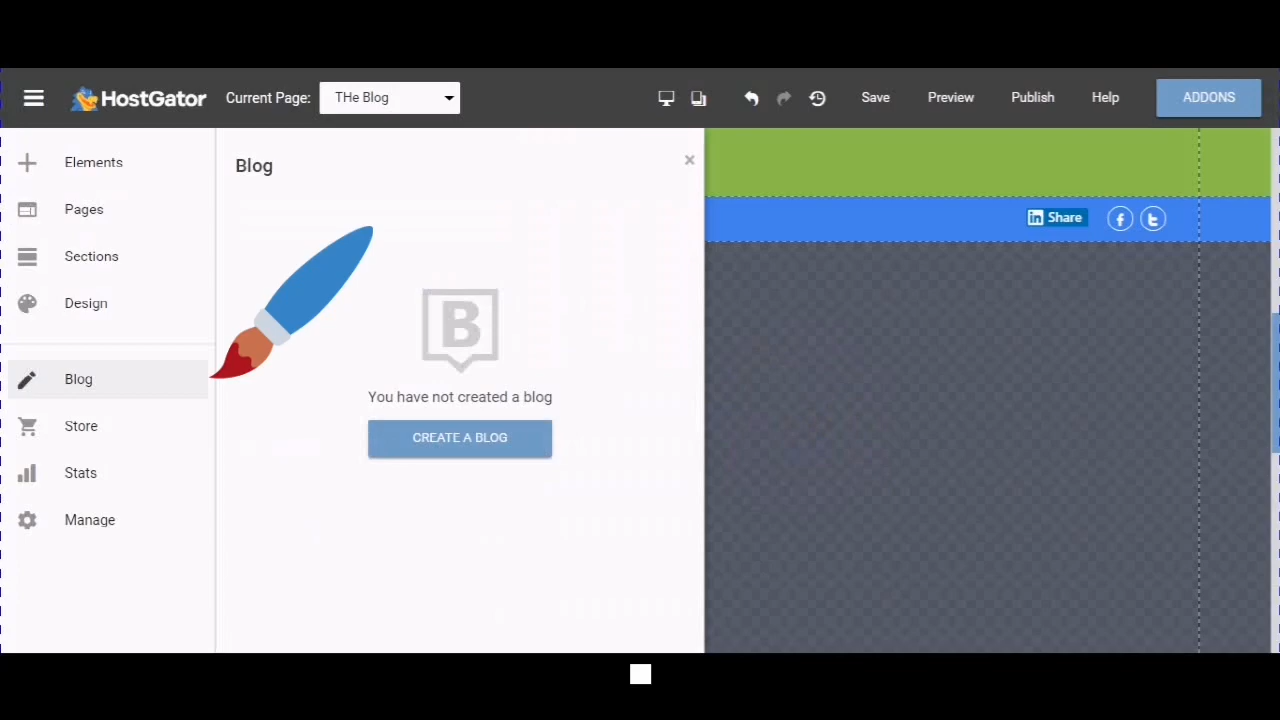 HostGator Current Page: THe Blog Save Preview Publish Help ADDONS
Elements
Pages
Sections
Design
Blog
Store
Stats
Manage
Blog
B
You have not created a blog
CREATE A BLOG
in Share